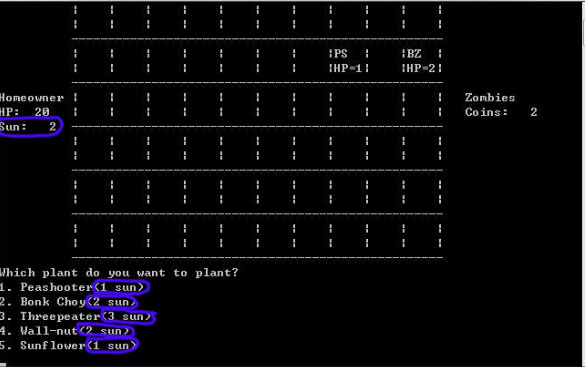 PS BZ
HP=1 HP=2
Homeowner Zombies
HP: 20 Coins: 2
Sun: 2
Which plant do you want to plant?
1. Peashooter(1 sun)
2. Bonk Choy(2 sun)
3. Threepeater(3 sun)
4. Wall-nut(2 sun)
5. Sunflower(1 sun)